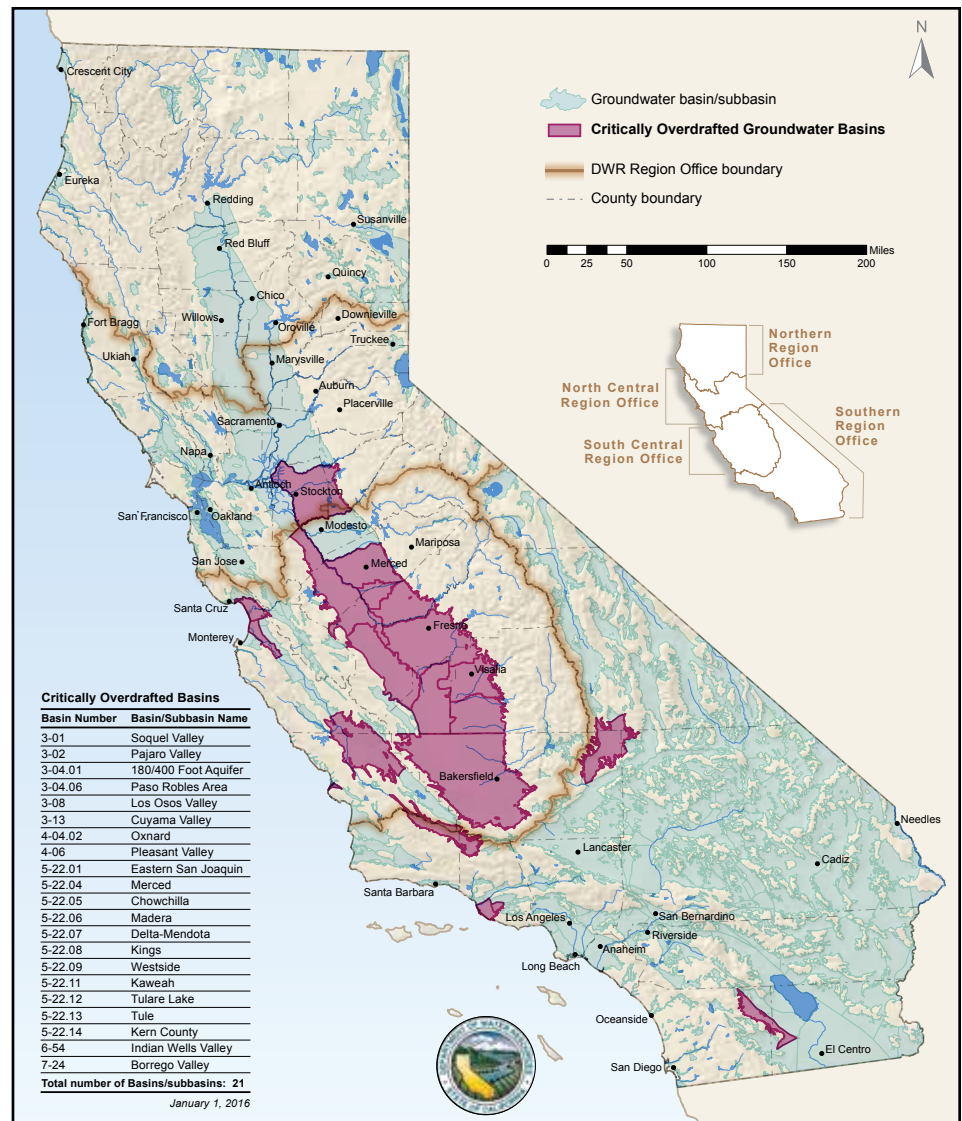 N
Crescent City
Groundwater basin/subbasin
Critically Overdrafted Groundwater Basins
DWR Region Office boundary
County boundary
Eureka
Redding
Susanville
Red Bluff
Miles
0 25 50 100 150 200
Quincy
Chico
Willows
Oroville
Downieville
Fort Bragg
Truckee
Ukiah
Marysville
Auburn
Placerville
Northern
Region
Office
North Central
Region Office
Southern
Region
Office
South Central
Region Office
Sacramento
Napa
Antioch
Stockton
San Francisco
Oakland
Modesto
Mariposa
San Jose
Merced
Santa Cruz
Fresno
Monterey
Visalia
Critically Overdrafted Basins
Basin Number Basin/Subbasin Name
3-01 Soquel Valley
3-02 Pajaro Valley
3-04.01 180/400 Foot Aquifer
3-04.06 Paso Robles Area
3-08 Los Osos Valley
3-13 Cuyama Valley
4-04.02 Oxnard
4-06 Pleasant Valley
5-22.01 Eastern San Joaquin
5-22.04 Merced
5-22.05 Chowchilla
5-22.06 Madera
5-22.07 Delta-Mendota
5-22.08 Kings
5-22.09 Westside
5-22.11 Kaweah
5-22.12 Tulare Lake
5-22.13 Tule
5-22.14 Kern County
6-54 Indian Wells Valley
7-24 Borrego Valley
Total number of Basins/subbasins: 21
January 1, 2016
Bakersfield
Needles
Lancaster
Cadiz
Santa Barbara
Los Angeles
San Bernardino
Riverside
Anaheim
Long Beach
Oceanside
El Centro
San Diego
DEPARTMENT OF WATER RESOURCES
STATE OF CALIFORNIA